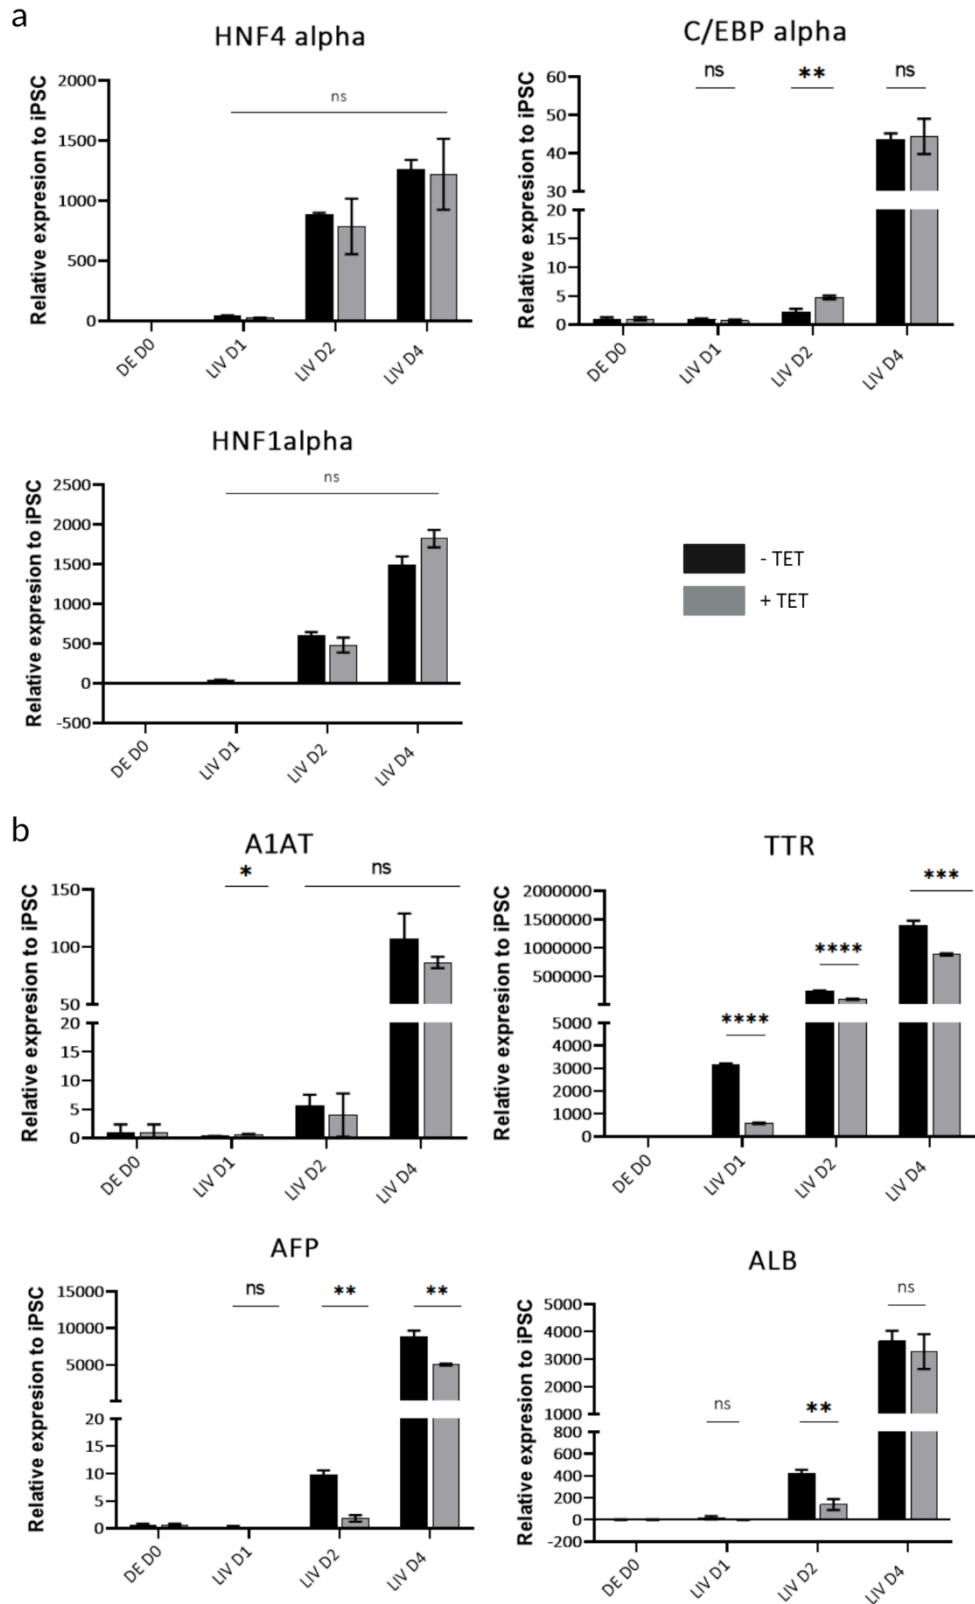 a
HNF4 alpha
Relative expresion to iPSC
2000
1500
1000
500
0
ns
DE D0
LIV D1
LIV D2
LIV D4
C/EBP alpha
Relative expresion to iPSC
60
50
40
30
20
15
10
5
0
ns
**
ns
DE D0
LIV D1
LIV D2
LIV D4
HNF1alpha
Relative expresion to iPSC
2500
2000
1500
1000
500
0
-500
ns
DE D0
LIV D1
LIV D2
LIV D4
- TET
+ TET
b
A1AT
Relative expresion to iPSC
150
100
50
20
15
10
5
0
*
ns
DE D0
LIV D1
LIV D2
LIV D4
TTR
Relative expresion to iPSC
2000000
1500000
1000000
500000
5000
4000
3000
2000
1000
0
****
****
***
DE D0
LIV D1
LIV D2
LIV D4
AFP
Relative expresion to iPSC
15000
10000
5000
20
15
10
5
0
ns
**
**
DE D0
LIV D1
LIV D2
LIV D4
ALB
Relative expresion to iPSC
5000
4000
3000
2000
1000
800
600
400
200
0
-200
ns
**
ns
DE D0
LIV D1
LIV D2
LIV D4